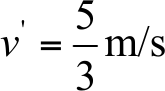 v' = 5/3 m/s